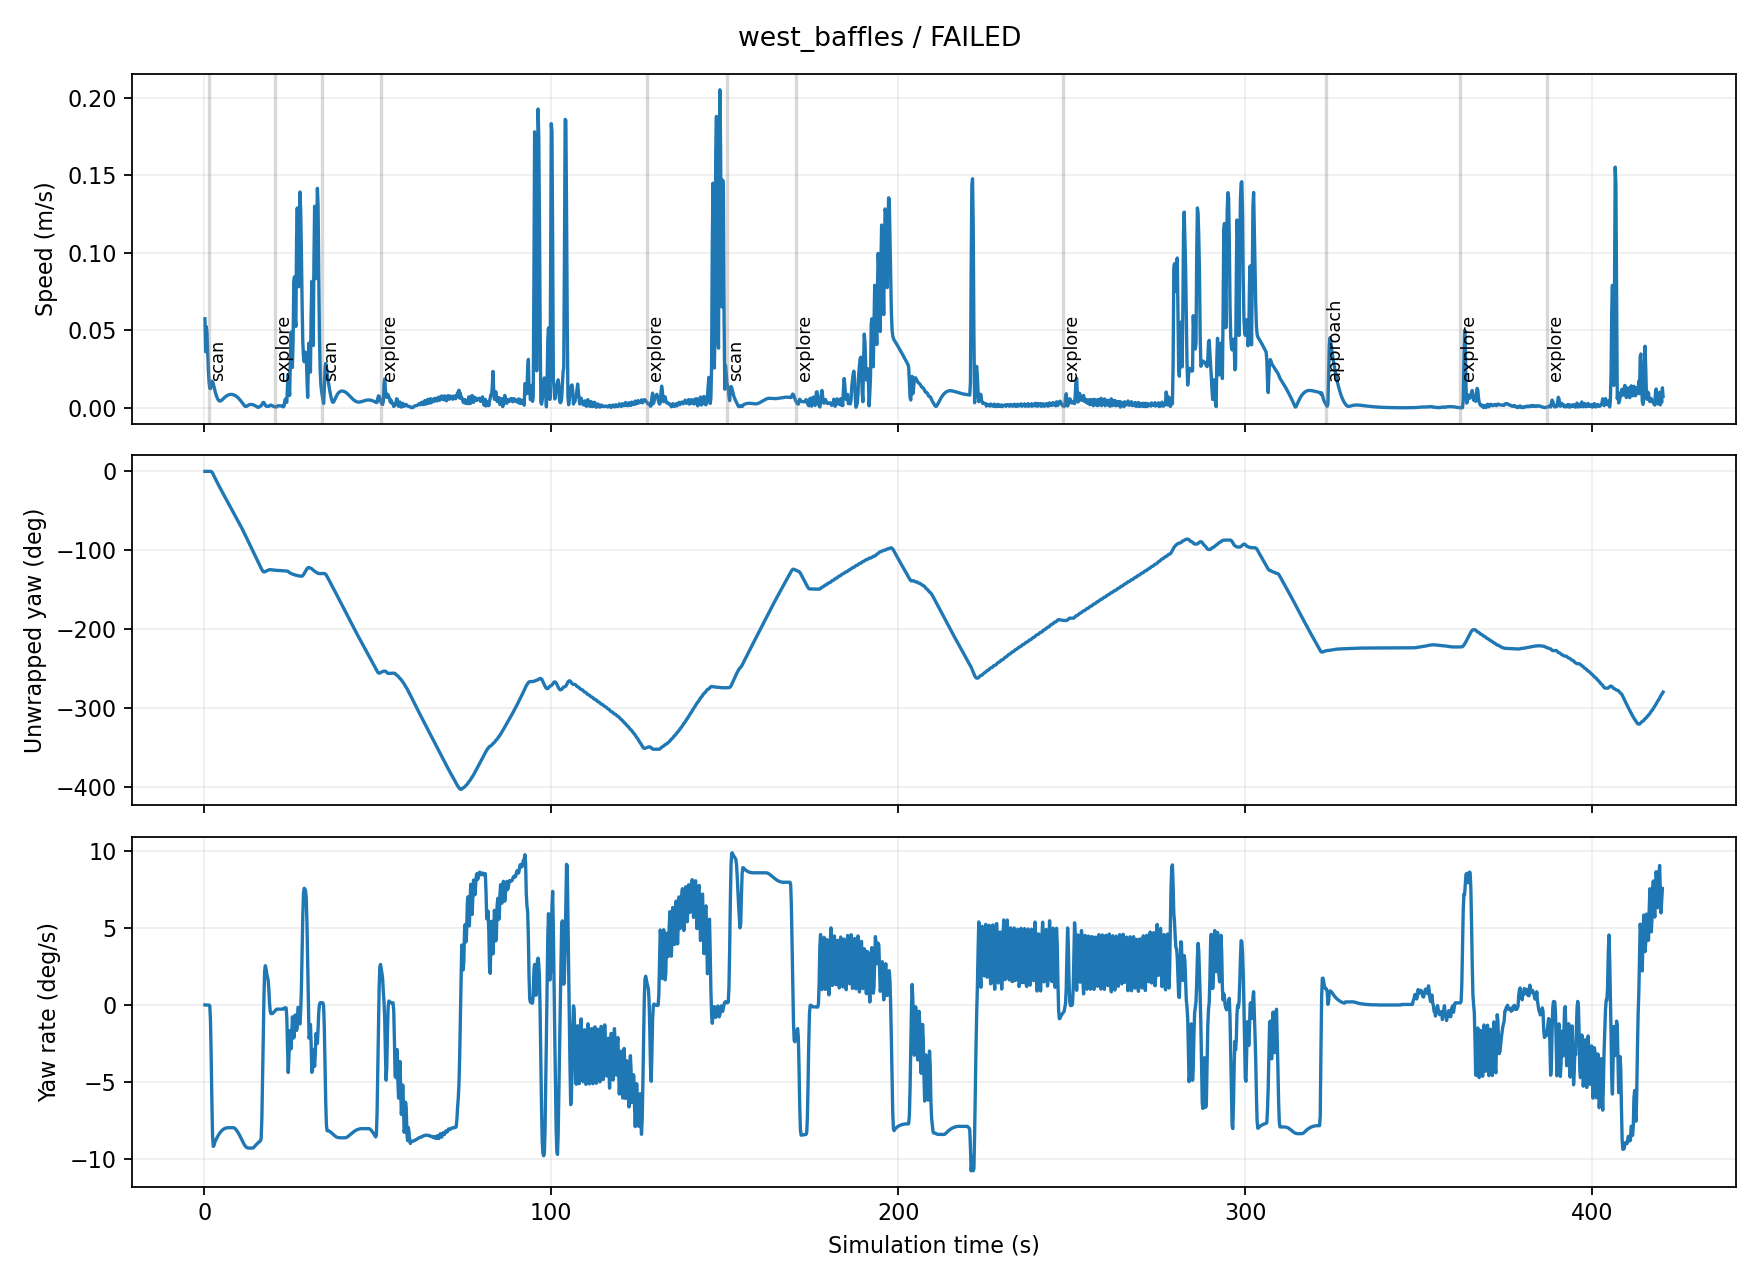 west_baffles / FAILED
0.20
0.15
0.10
0.05
0.00
Speed (m/s)
scan
explore
scan
explore
explore
scan
explore
explore
approach
explore
explore
0
−100
−200
−300
−400
Unwrapped yaw (deg)
10
5
0
−5
−10
Yaw rate (deg/s)
0 100 200 300 400
Simulation time (s)